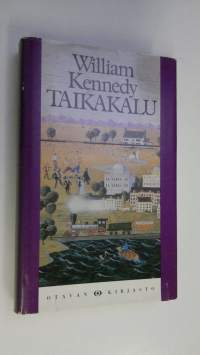 William
Kennedy
TAIKAKALU
OTAVAN KIRJASTO